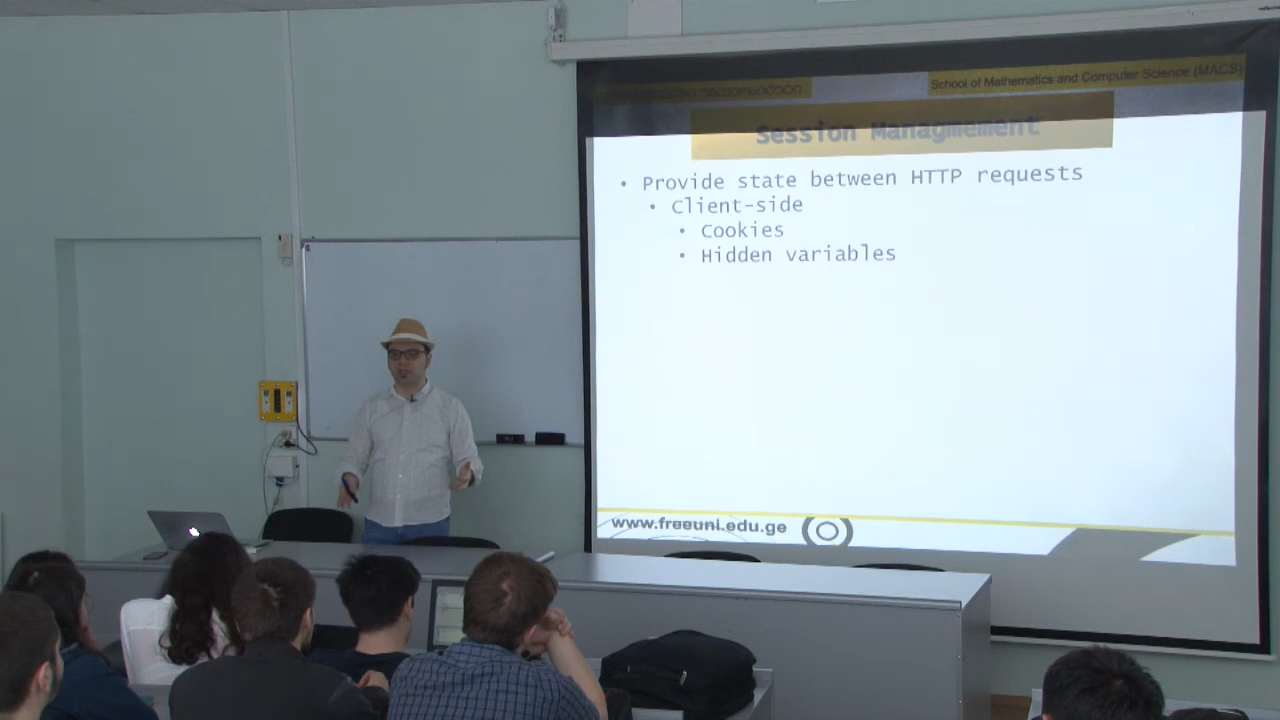 School of Mathematics and Computer Science (MACS)
Session Managmement
• Provide state between HTTP requests
• Client-side
• Cookies
• Hidden variables
www.freeuni.edu.ge